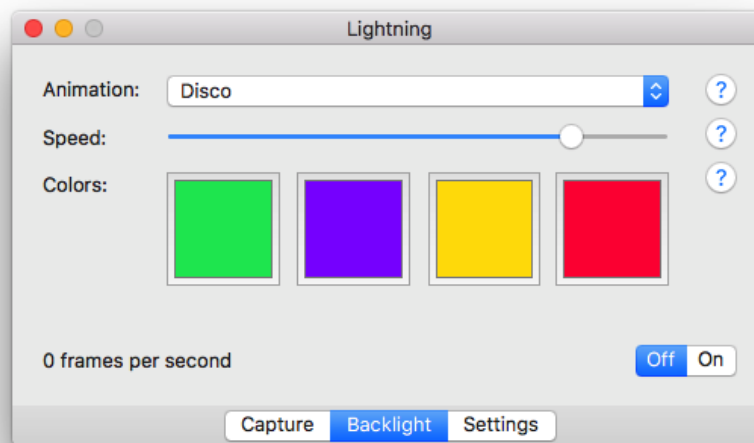 Lightning
Animation: Disco ?
Speed: ?
Colors: ?
0 frames per second Off On
Capture Backlight Settings